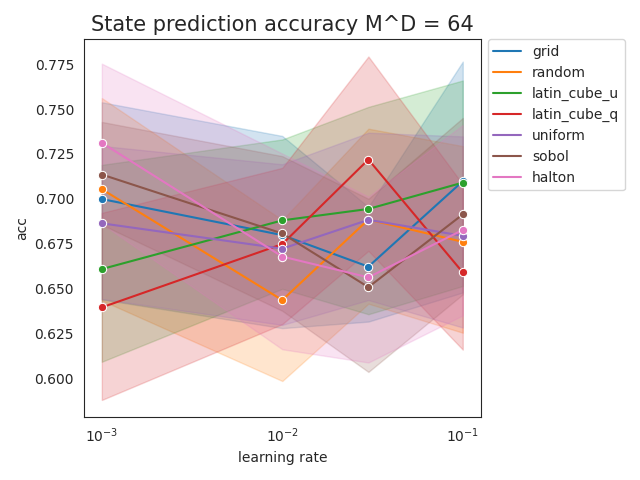 State prediction accuracy M^D = 64
grid
random
latin_cube_u
latin_cube_q
uniform
sobol
halton
acc
0.775
0.750
0.725
0.700
0.675
0.650
0.625
0.600
10⁻³ 10⁻² 10⁻¹
learning rate